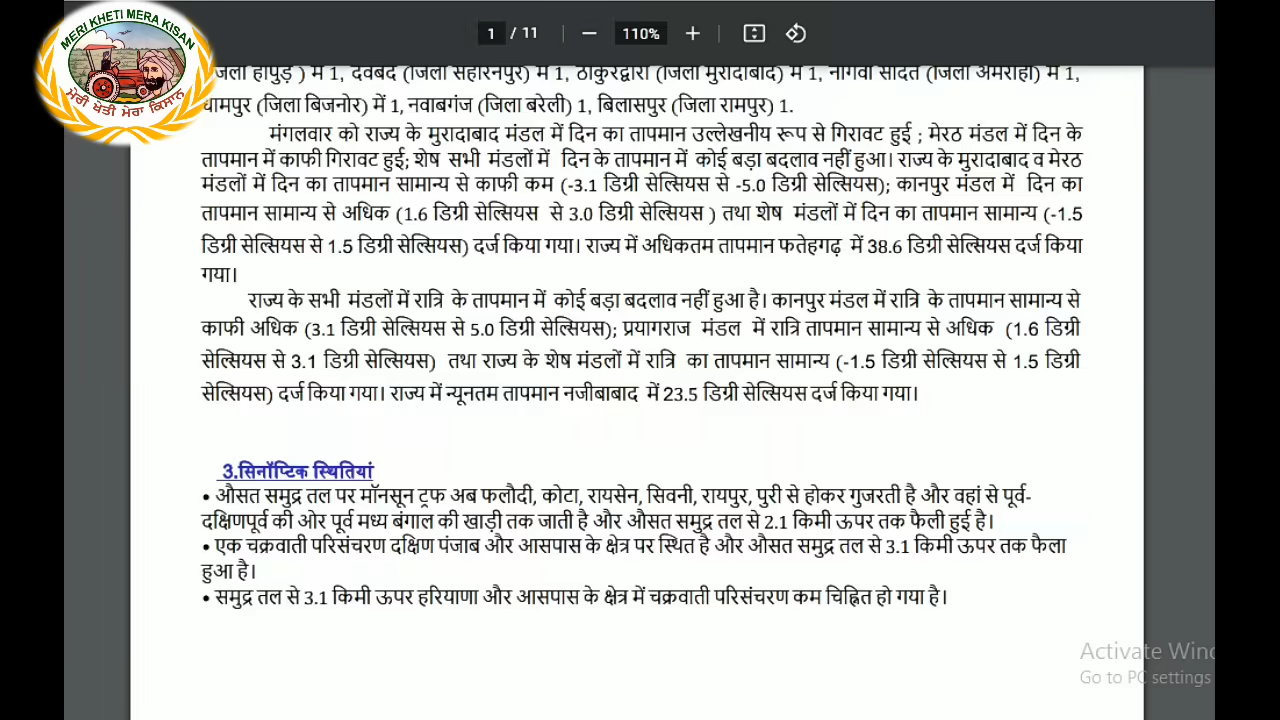 MERI KHETI MERA KISAN
ਮੇਰੀ ਖੇਤੀ ਮੇਰਾ ਕਿਸਾਨ
1 / 11 110%
जिला हापुड़ ) में 1, देवबंद (जिला सहारनपुर) में 1, ठाकुरद्वारा (जिला मुरादाबाद) में 1, नौगवां सादत (जिला अमरोहा) में 1,
धामपुर (जिला बिजनोर) में 1, नवाबगंज (जिला बरेली) 1, बिलासपुर (जिला रामपुर) 1.
मंगलवार को राज्य के मुरादाबाद मंडल में दिन का तापमान उल्लेखनीय रूप से गिरावट हुई ; मेरठ मंडल में दिन के
तापमान में काफी गिरावट हुई; शेष सभी मंडलों में दिन के तापमान में कोई बड़ा बदलाव नहीं हुआ। राज्य के मुरादाबाद व मेरठ
मंडलों में दिन का तापमान सामान्य से काफी कम (-3.1 डिग्री सेल्सियस से -5.0 डिग्री सेल्सियस); कानपुर मंडल में दिन का
तापमान सामान्य से अधिक (1.6 डिग्री सेल्सियस से 3.0 डिग्री सेल्सियस ) तथा शेष मंडलों में दिन का तापमान सामान्य (-1.5
डिग्री सेल्सियस से 1.5 डिग्री सेल्सियस) दर्ज किया गया। राज्य में अधिकतम तापमान फतेहगढ़ में 38.6 डिग्री सेल्सियस दर्ज किया
गया।
राज्य के सभी मंडलों में रात्रि के तापमान में कोई बड़ा बदलाव नहीं हुआ है। कानपुर मंडल में रात्रि के तापमान सामान्य से
काफी अधिक (3.1 डिग्री सेल्सियस से 5.0 डिग्री सेल्सियस); प्रयागराज मंडल में रात्रि तापमान सामान्य से अधिक (1.6 डिग्री
सेल्सियस से 3.1 डिग्री सेल्सियस) तथा राज्य के शेष मंडलों में रात्रि का तापमान सामान्य (-1.5 डिग्री सेल्सियस से 1.5 डिग्री
सेल्सियस) दर्ज किया गया। राज्य में न्यूनतम तापमान नजीबाबाद में 23.5 डिग्री सेल्सियस दर्ज किया गया।
3.सिनॉप्टिक स्थितियां
• औसत समुद्र तल पर मॉनसून ट्रफ अब फलौदी, कोटा, रायसेन, सिवनी, रायपुर, पुरी से होकर गुजरती है और वहां से पूर्व-
दक्षिणपूर्व की ओर पूर्व मध्य बंगाल की खाड़ी तक जाती है और औसत समुद्र तल से 2.1 किमी ऊपर तक फैली हुई है।
• एक चक्रवाती परिसंचरण दक्षिण पंजाब और आसपास के क्षेत्र पर स्थित है और औसत समुद्र तल से 3.1 किमी ऊपर तक फैला
हुआ है।
• समुद्र तल से 3.1 किमी ऊपर हरियाणा और आसपास के क्षेत्र में चक्रवाती परिसंचरण कम चिह्नित हो गया है।
Activate Wind
Go to PC settings